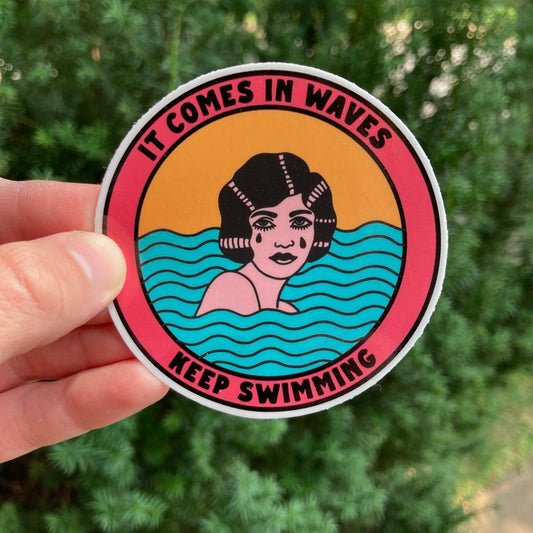 IT COMES IN WAVES
KEEP SWIMMING